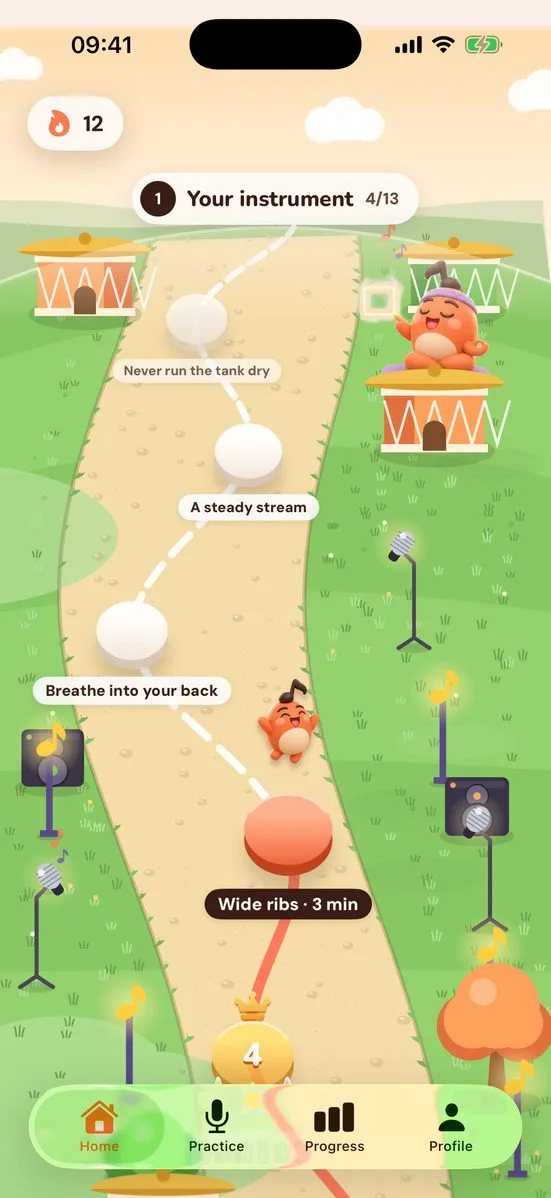 09:41
12
1 Your instrument 4/13
Never run the tank dry
A steady stream
Breathe into your back
Wide ribs · 3 min
4
Home Practice Progress Profile